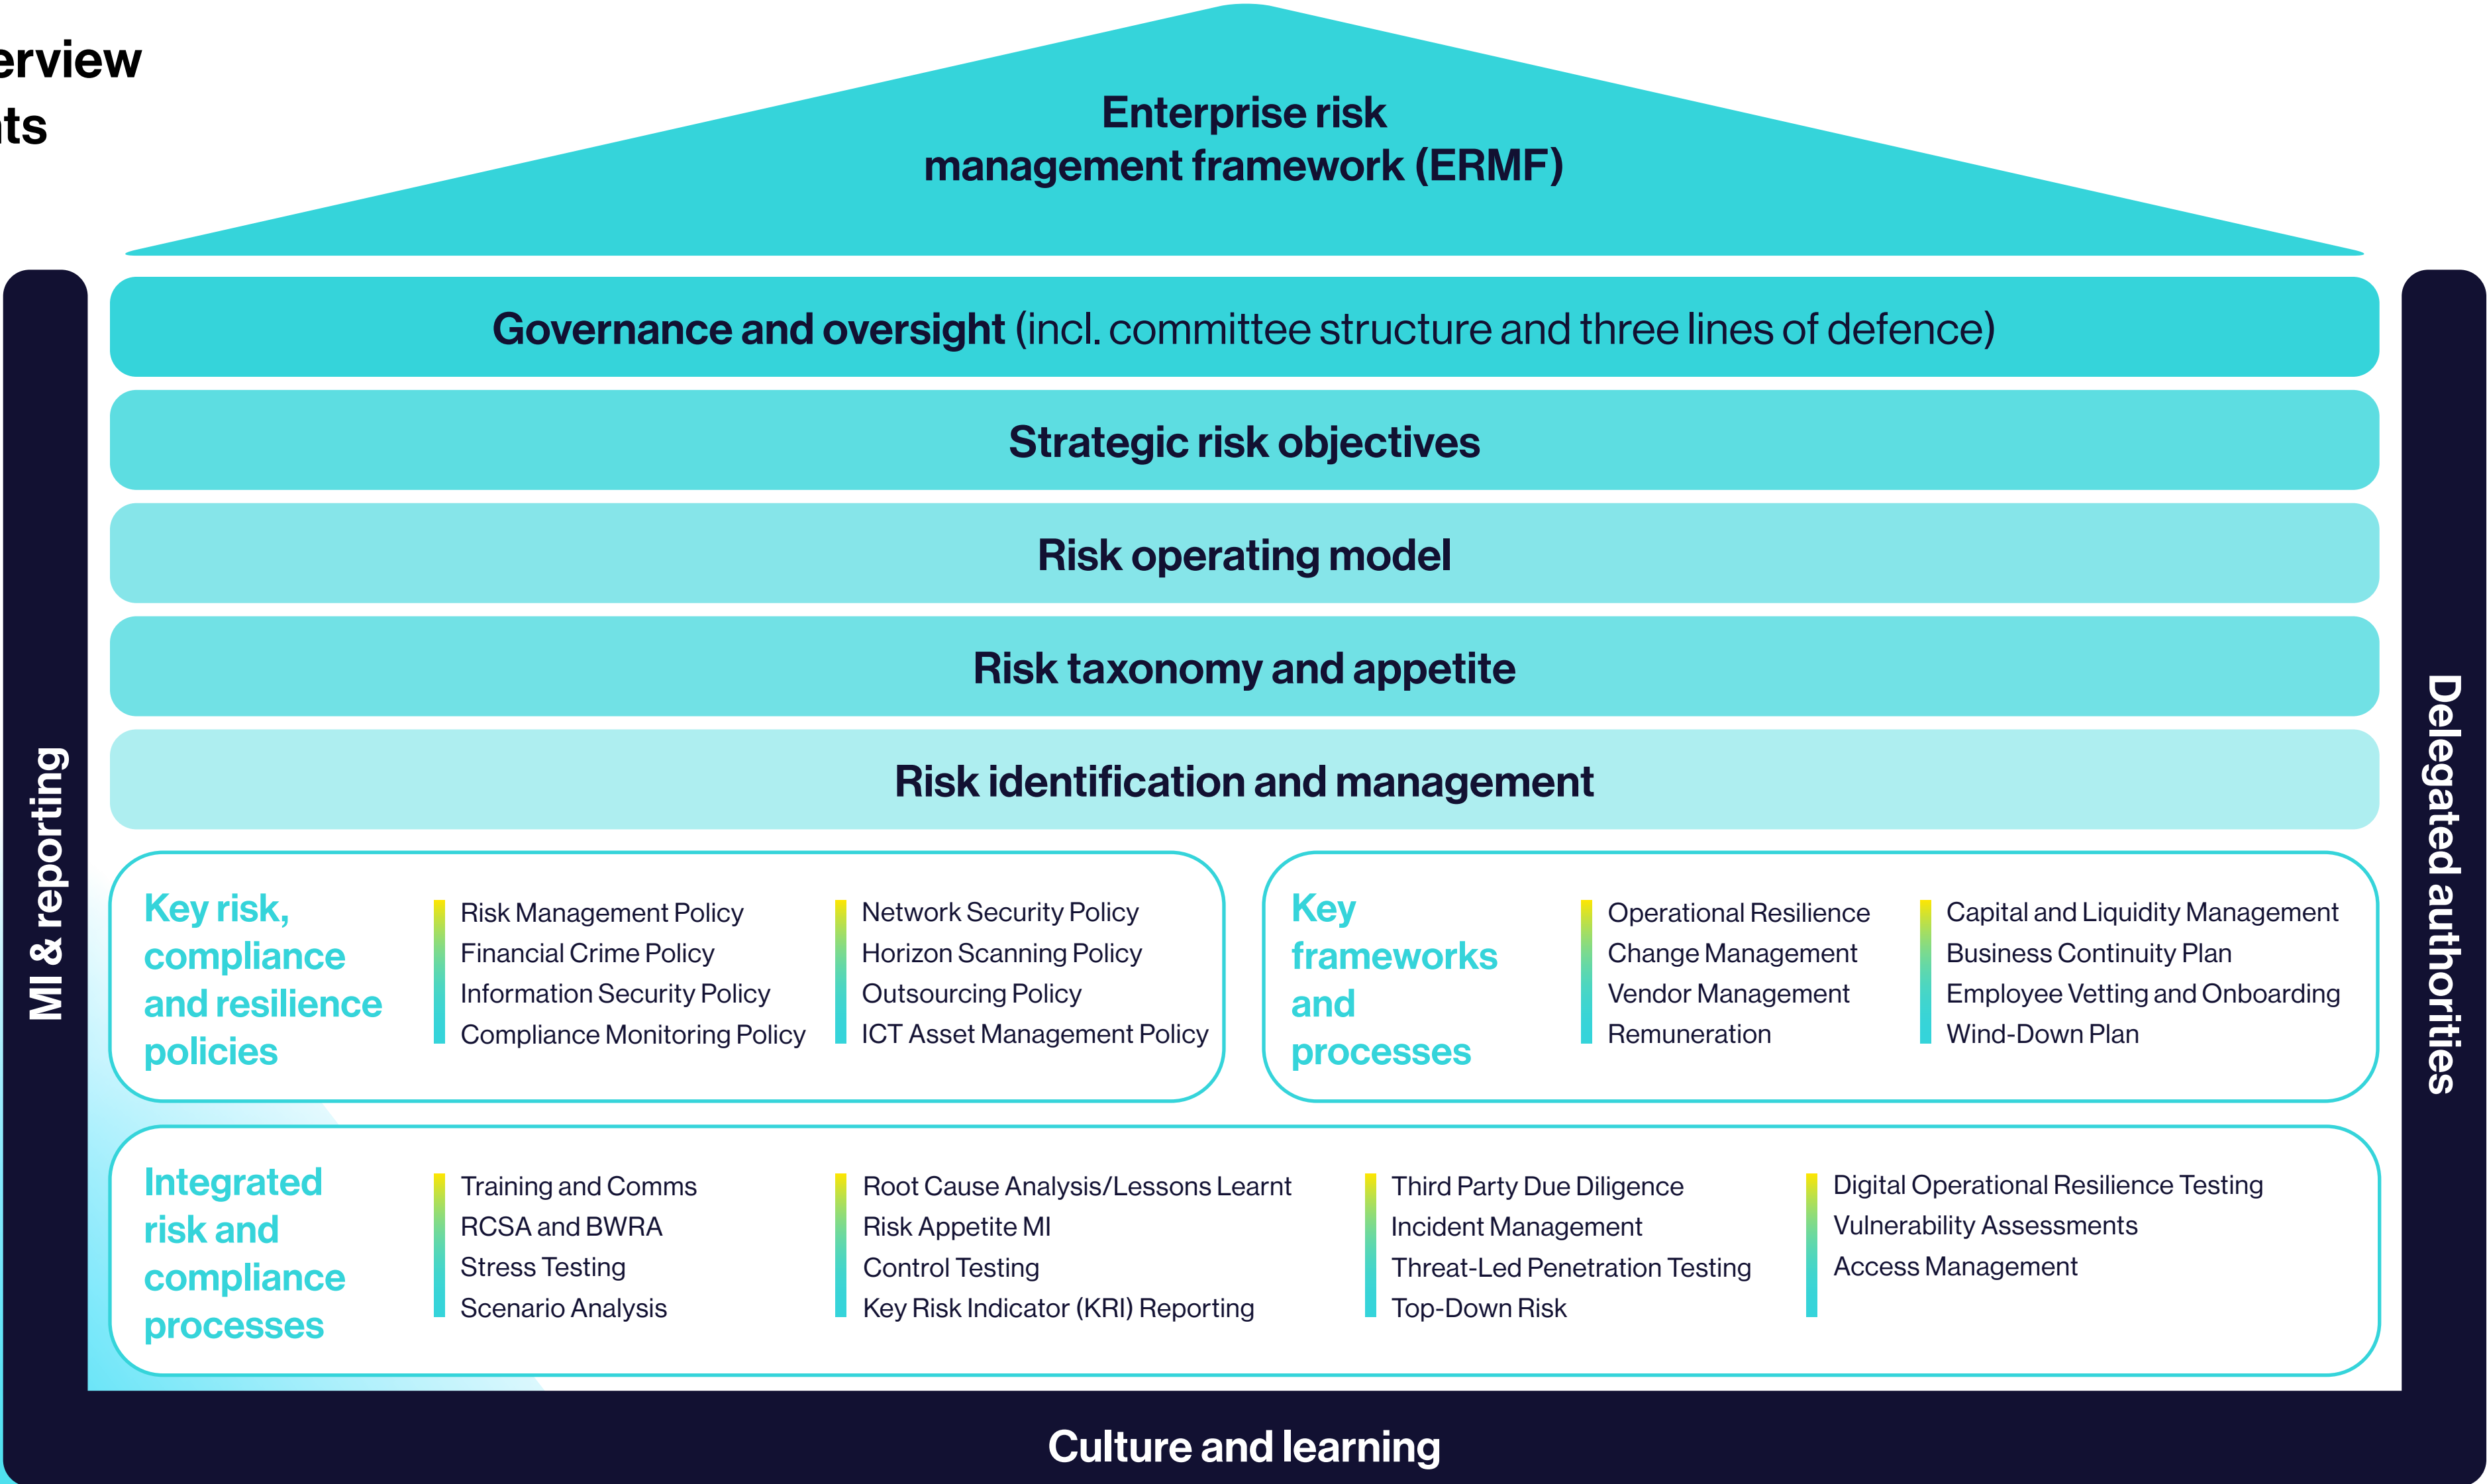 erview
nts
Enterprise risk
management framework (ERMF)
Governance and oversight (incl. committee structure and three lines of defence)
Strategic risk objectives
Risk operating model
Risk taxonomy and appetite
Risk identification and management
MI & reporting
Delegated authorities
Key risk,
compliance
and resilience
policies
Risk Management Policy
Financial Crime Policy
Information Security Policy
Compliance Monitoring Policy
Network Security Policy
Horizon Scanning Policy
Outsourcing Policy
ICT Asset Management Policy
Key
frameworks
and
processes
Operational Resilience
Change Management
Vendor Management
Remuneration
Capital and Liquidity Management
Business Continuity Plan
Employee Vetting and Onboarding
Wind-Down Plan
Integrated
risk and
compliance
processes
Training and Comms
RCSA and BWRA
Stress Testing
Scenario Analysis
Root Cause Analysis/Lessons Learnt
Risk Appetite MI
Control Testing
Key Risk Indicator (KRI) Reporting
Third Party Due Diligence
Incident Management
Threat-Led Penetration Testing
Top-Down Risk
Digital Operational Resilience Testing
Vulnerability Assessments
Access Management
Culture and learning